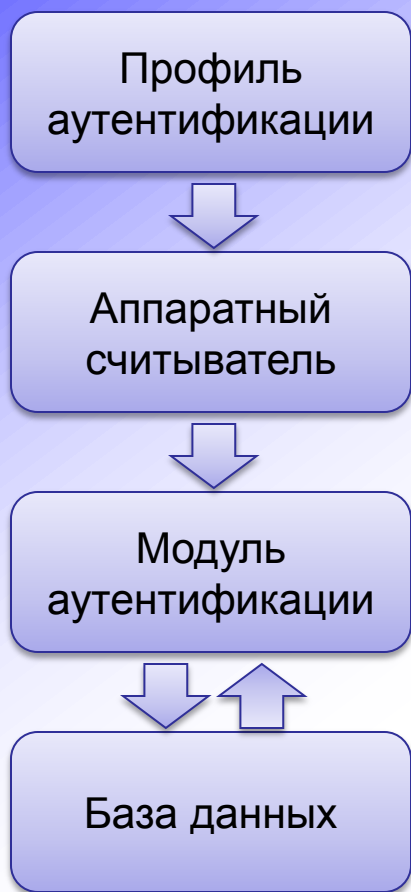 Профиль
аутентификации
Аппаратный
считыватель
Модуль
аутентификации
База данных